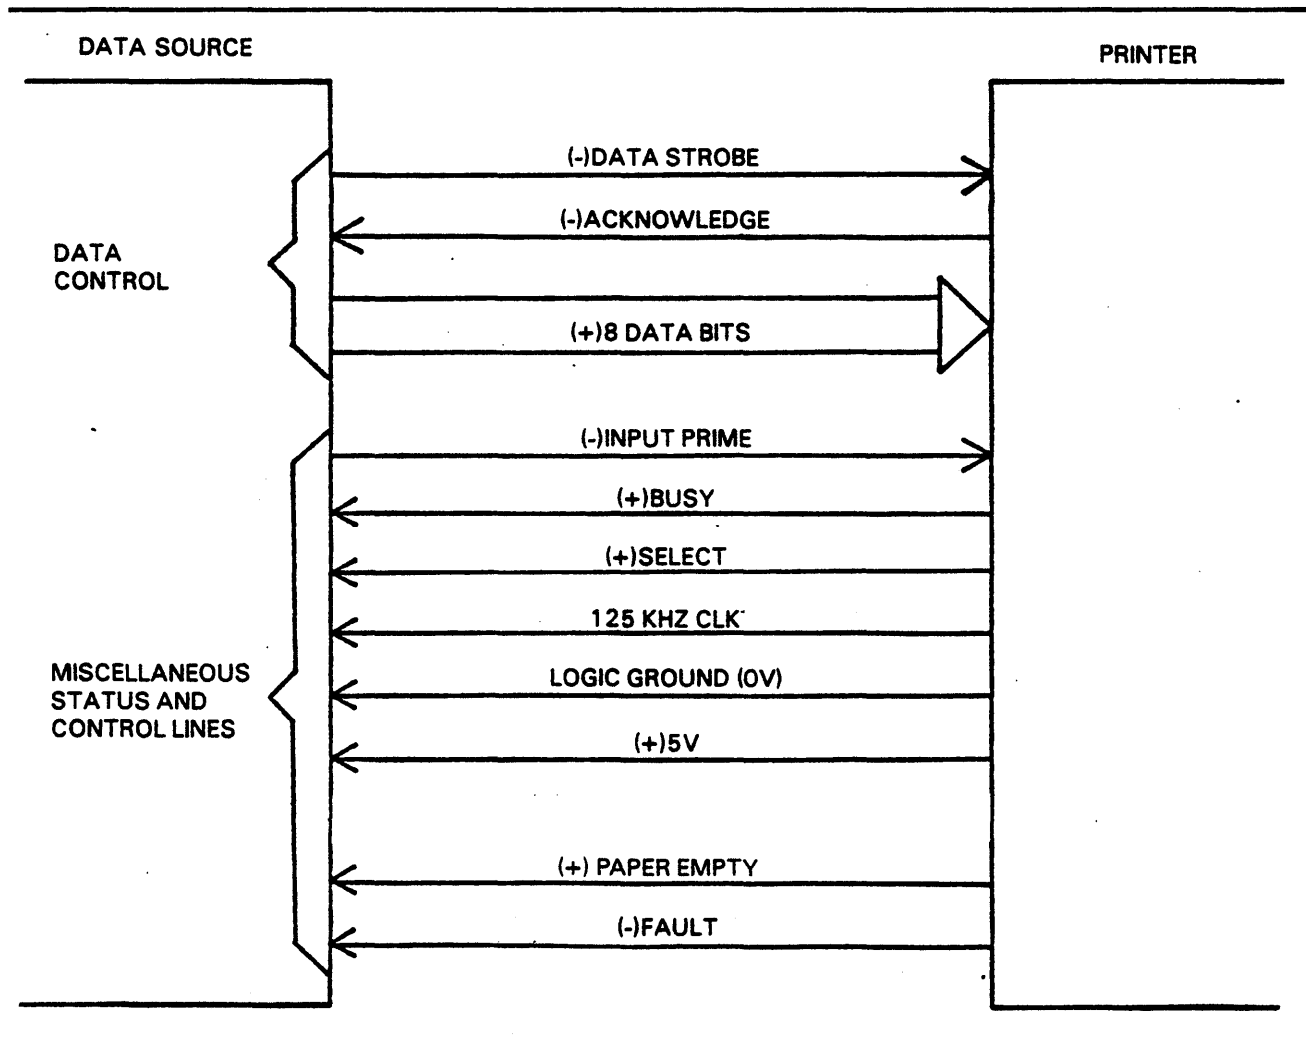 DATA SOURCE
PRINTER
(-)DATA STROBE
(-)ACKNOWLEDGE
DATA
CONTROL
(+)8 DATA BITS
(-)INPUT PRIME
(+)BUSY
(+)SELECT
125 KHZ CLK
LOGIC GROUND (0V)
MISCELLANEOUS
STATUS AND
CONTROL LINES
(+)5V
(+) PAPER EMPTY
(-)FAULT